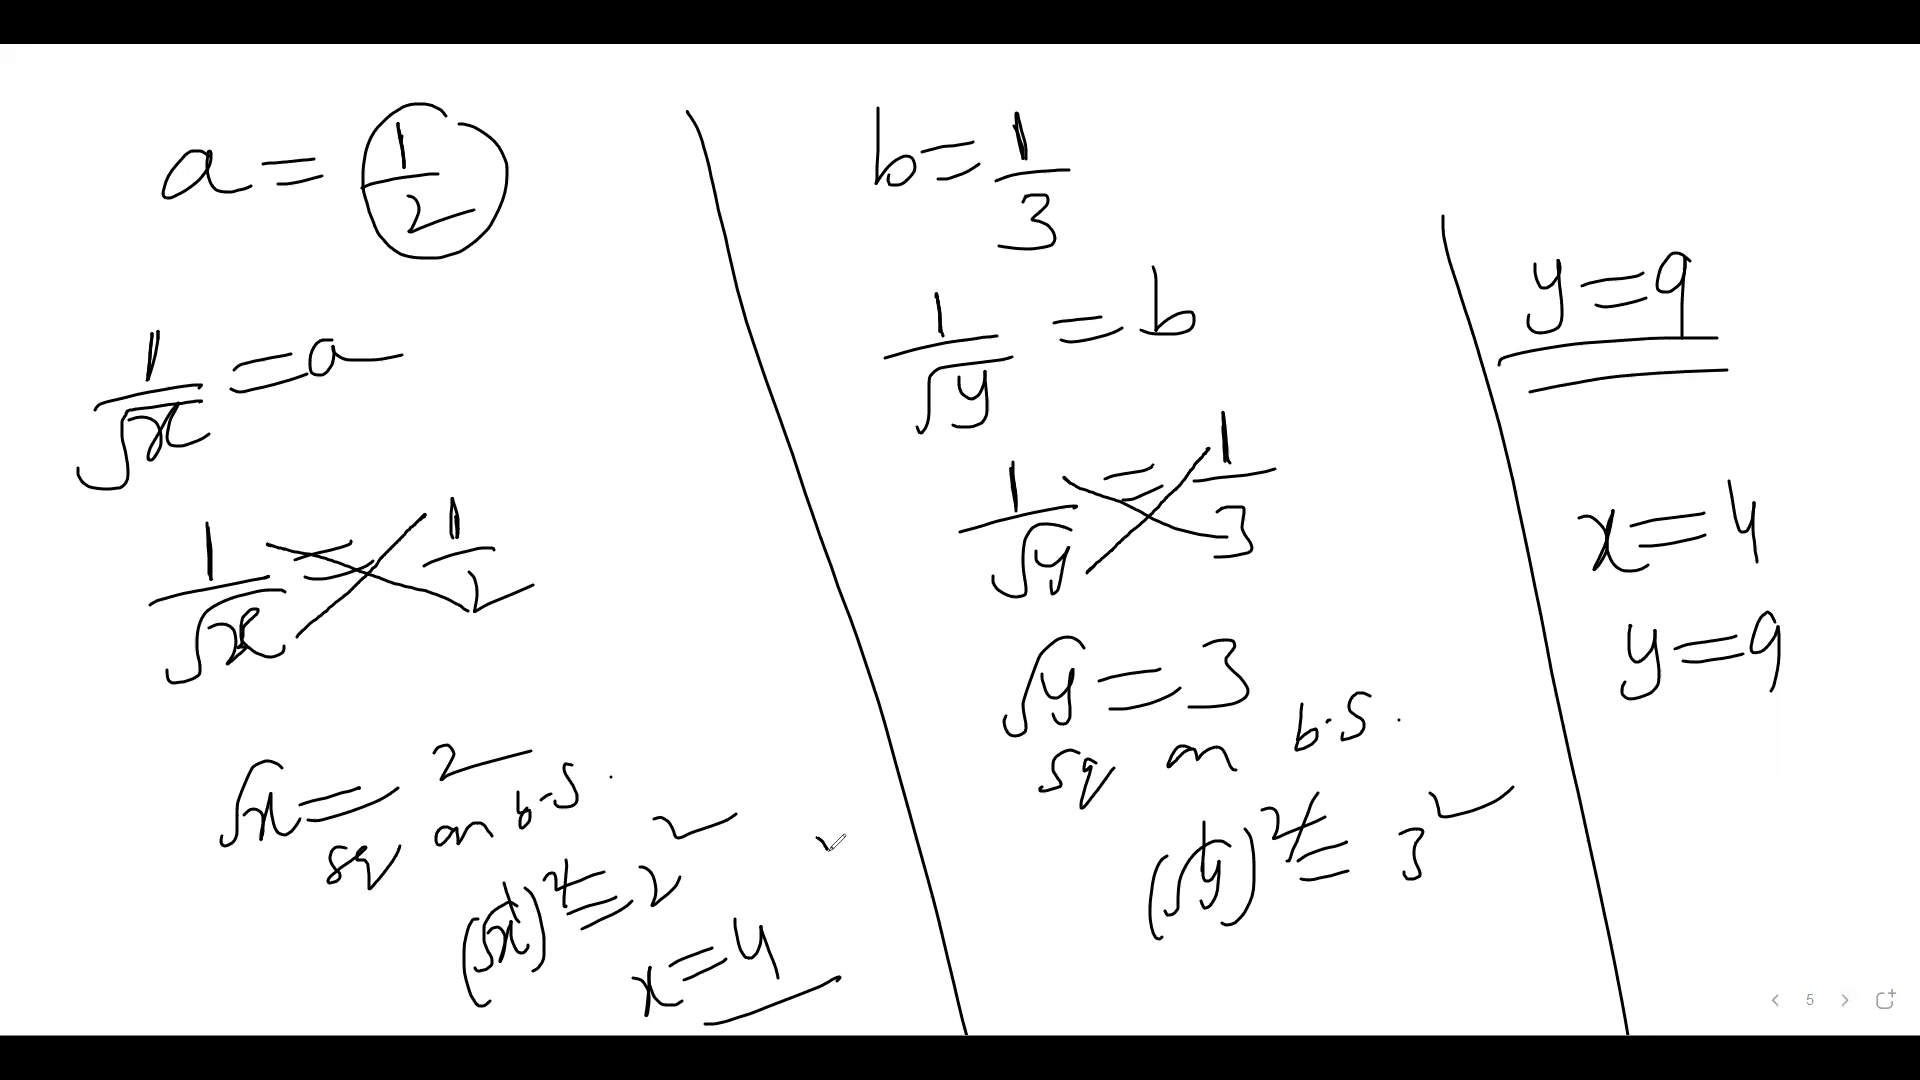 a = 1/2
1/√x = a
1/√x = 1/2
√x = 2
sq on b.S.
(√x)² = 2²
x = 4
b = 1/3
1/√y = b
1/√y = 1/3
√y = 3
sq on b.S.
(√y)² = 3²
y = 9
x = 4
y = 9
5